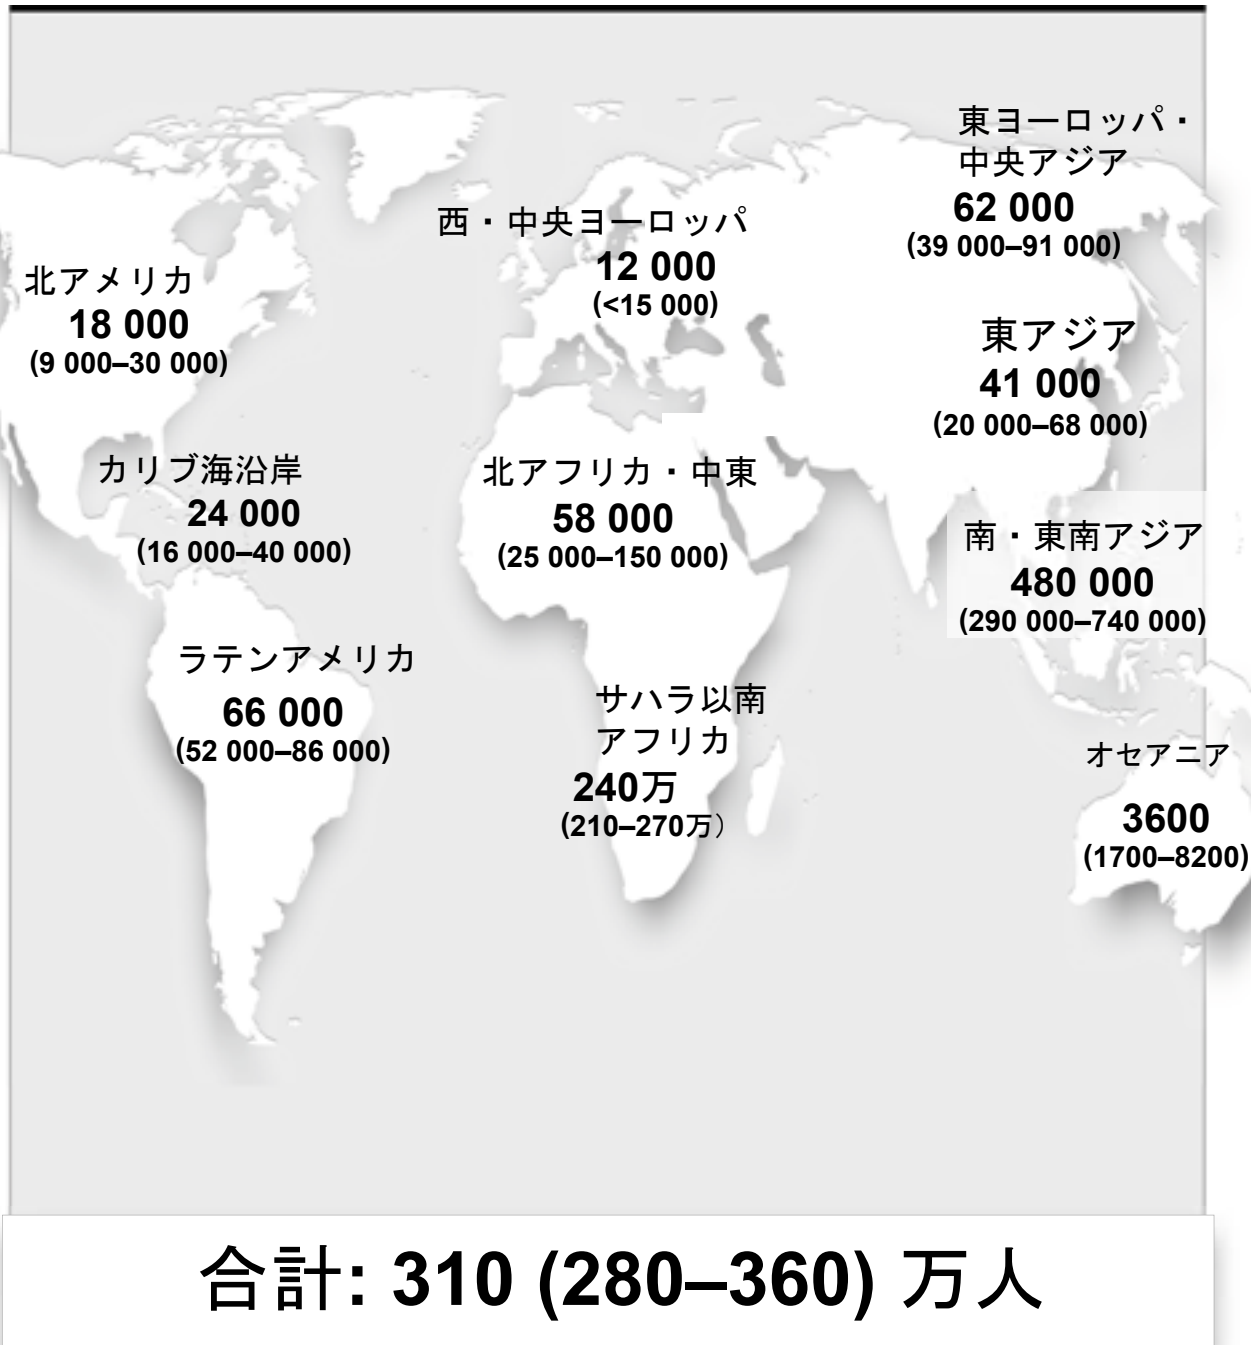 東ヨーロッパ・
中央アジア
62 000
(39 000–91 000)
西・中央ヨーロッパ
12 000
(<15 000)
北アメリカ
18 000
(9 000–30 000)
東アジア
41 000
(20 000–68 000)
カリブ海沿岸
24 000
(16 000–40 000)
北アフリカ・中東
58 000
(25 000–150 000)
南・東南アジア
480 000
(290 000–740 000)
ラテンアメリカ
66 000
(52 000–86 000)
サハラ以南
アフリカ
240万
(210–270万）
オセアニア
3600
(1700–8200)
合計: 310 (280–360) 万人